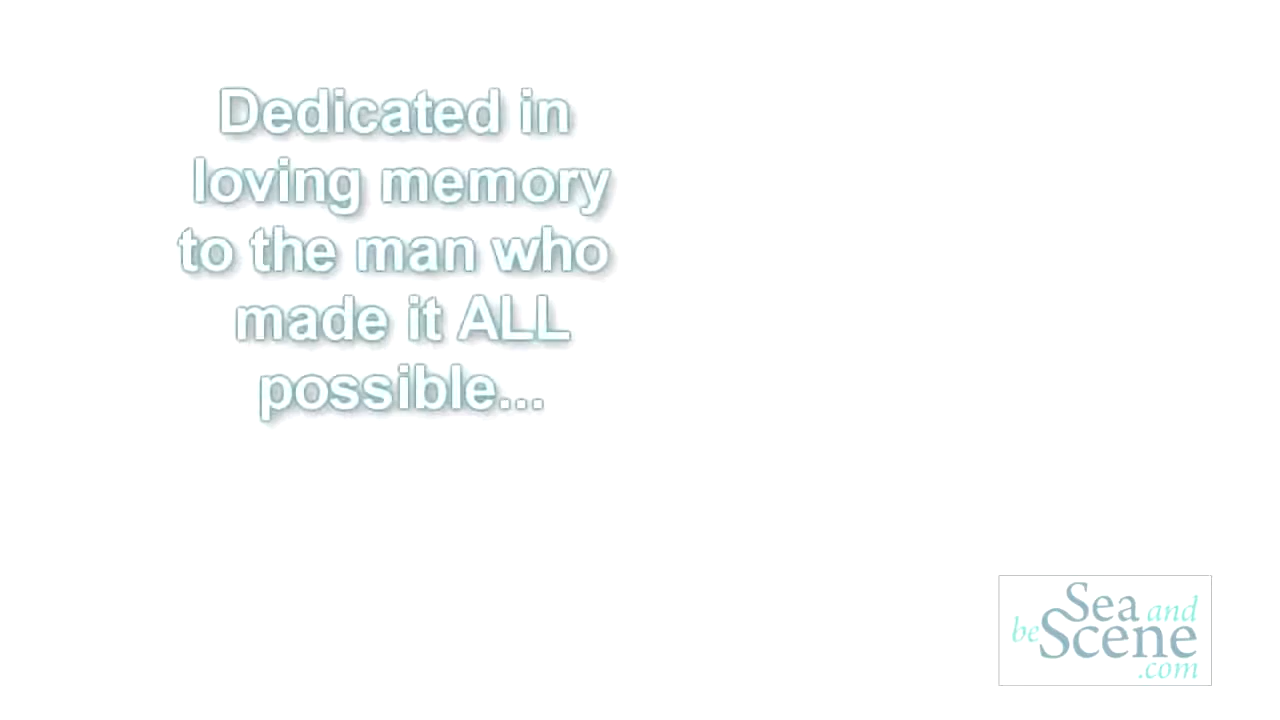 Dedicated in
loving memory
to the man who
made it ALL
possible...
Sea and
be Scene
.com